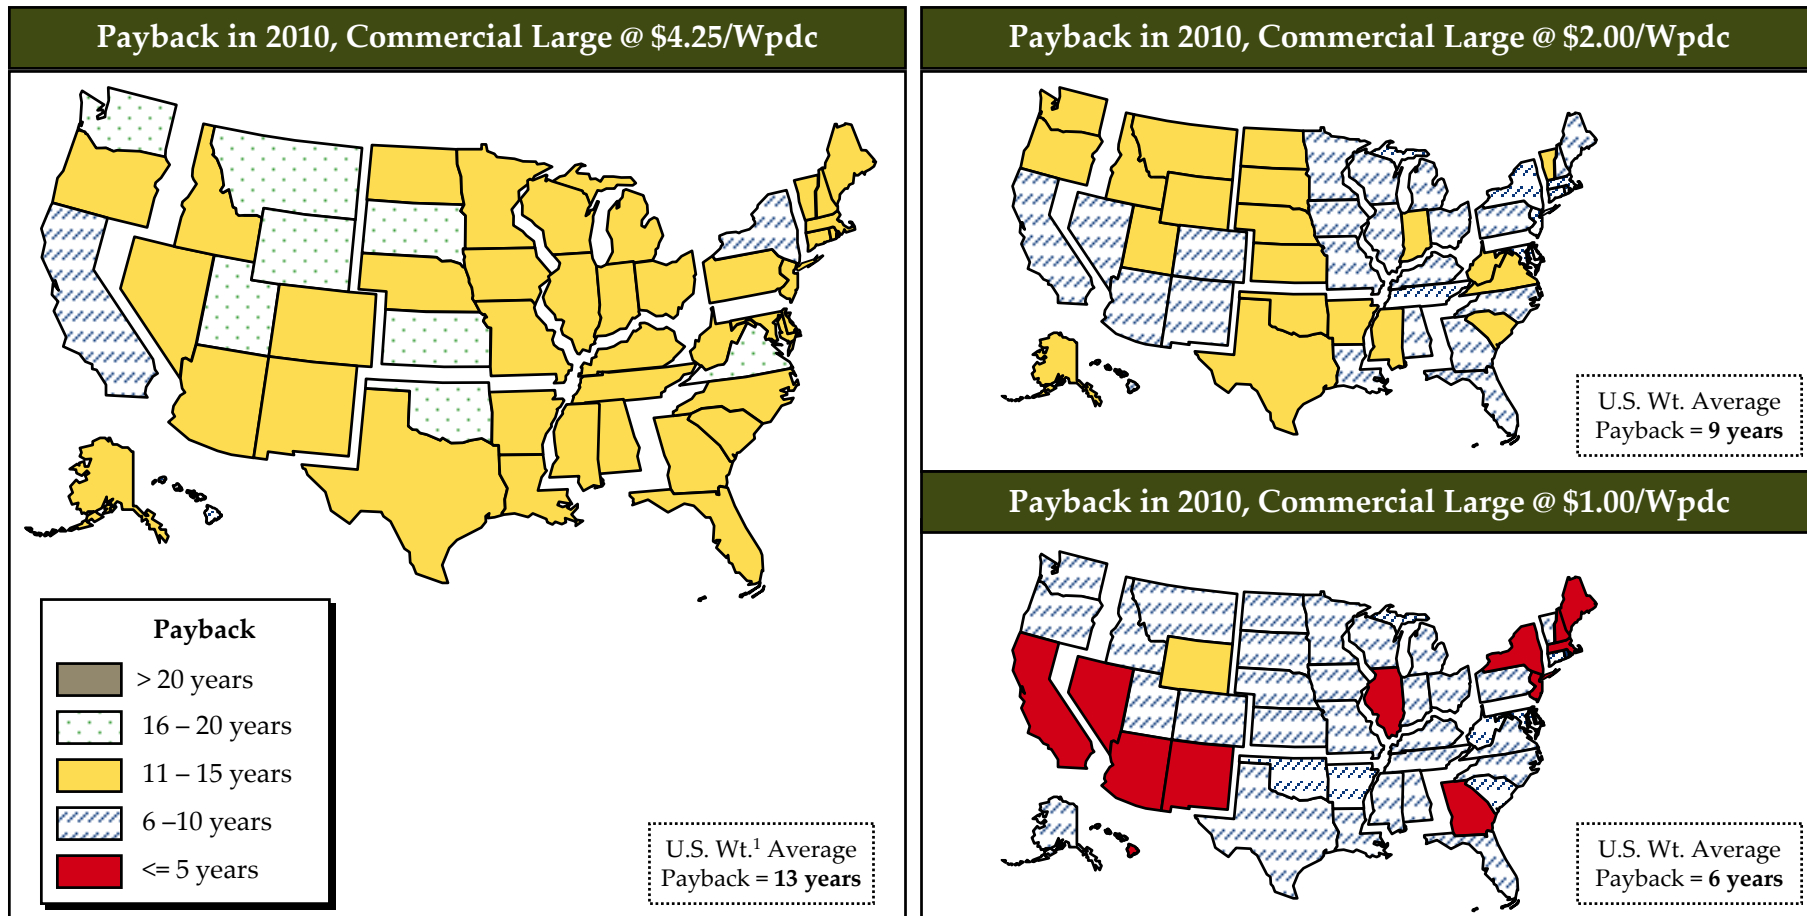 Payback in 2010, Commercial Large @ $4.25/Wpdc
Payback
> 20 years
16 – 20 years
11 – 15 years
6 –10 years
<= 5 years
U.S. Wt.¹ Average
Payback = 13 years
Payback in 2010, Commercial Large @ $2.00/Wpdc
U.S. Wt. Average
Payback = 9 years
Payback in 2010, Commercial Large @ $1.00/Wpdc
U.S. Wt. Average
Payback = 6 years